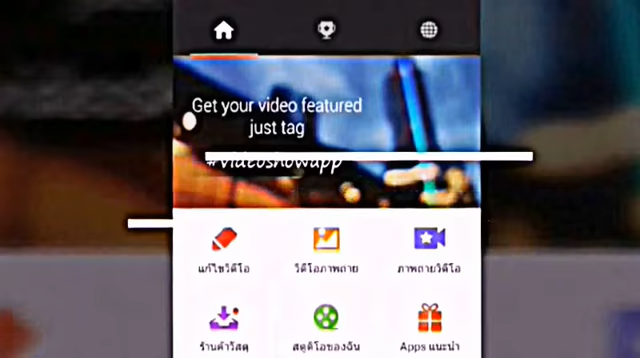 Get your video featured
just tag
#videoshowapp
แก้ไขวิดีโอ
วิดีโอภาพถ่าย
ภาพถ่ายวิดีโอ
ร้านค้าวัสดุ
สตูดิโอของฉัน
Apps แนะนำ